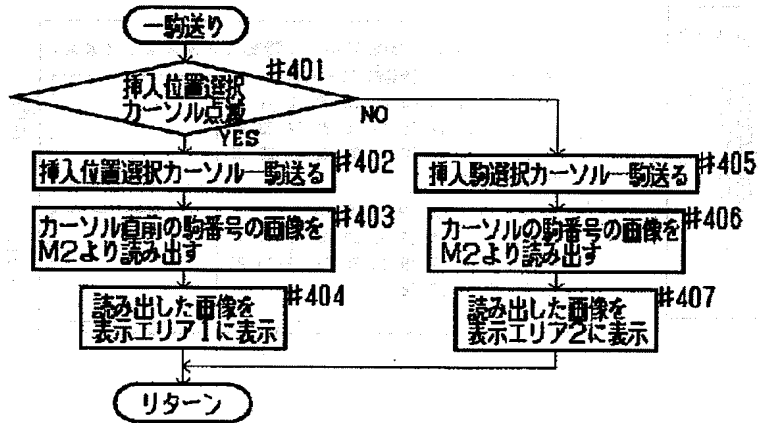 一駒送り
#401
挿入位置選択
カーソル点滅
NO
YES
挿入位置選択カーソル一駒送る
#402
カーソル直前の駒番号の画像を
M2より読み出す
#403
読み出した画像を
表示エリア1に表示
#404
挿入駒選択カーソル一駒送る
#405
カーソルの駒番号の画像を
M2より読み出す
#406
読み出した画像を
表示エリア2に表示
#407
リターン